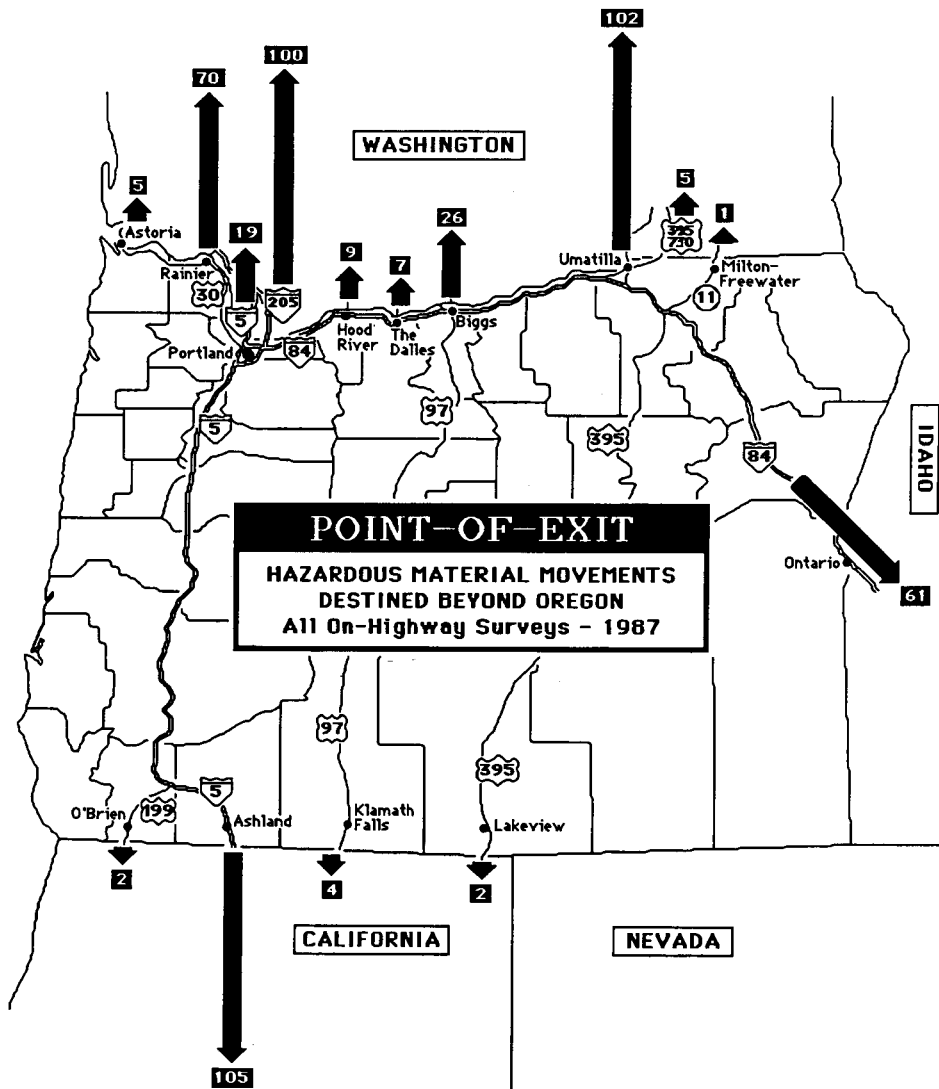 102
100
70
WASHINGTON
5
5
26
1
Astoria
19
395
730
9
7
Umatilla
Rainier
Milton-
Freewater
30
205
11
5
Hood
River
The
Dalles
Biggs
Portland
84
97
5
395
84
IDAHO
POINT-OF-EXIT
HAZARDOUS MATERIAL MOVEMENTS
DESTINED BEYOND OREGON
All On-Highway Surveys - 1987
Ontario
61
97
395
5
O'Brien
199
Ashland
Klamath
Falls
Lakeview
2
4
2
CALIFORNIA
NEVADA
105